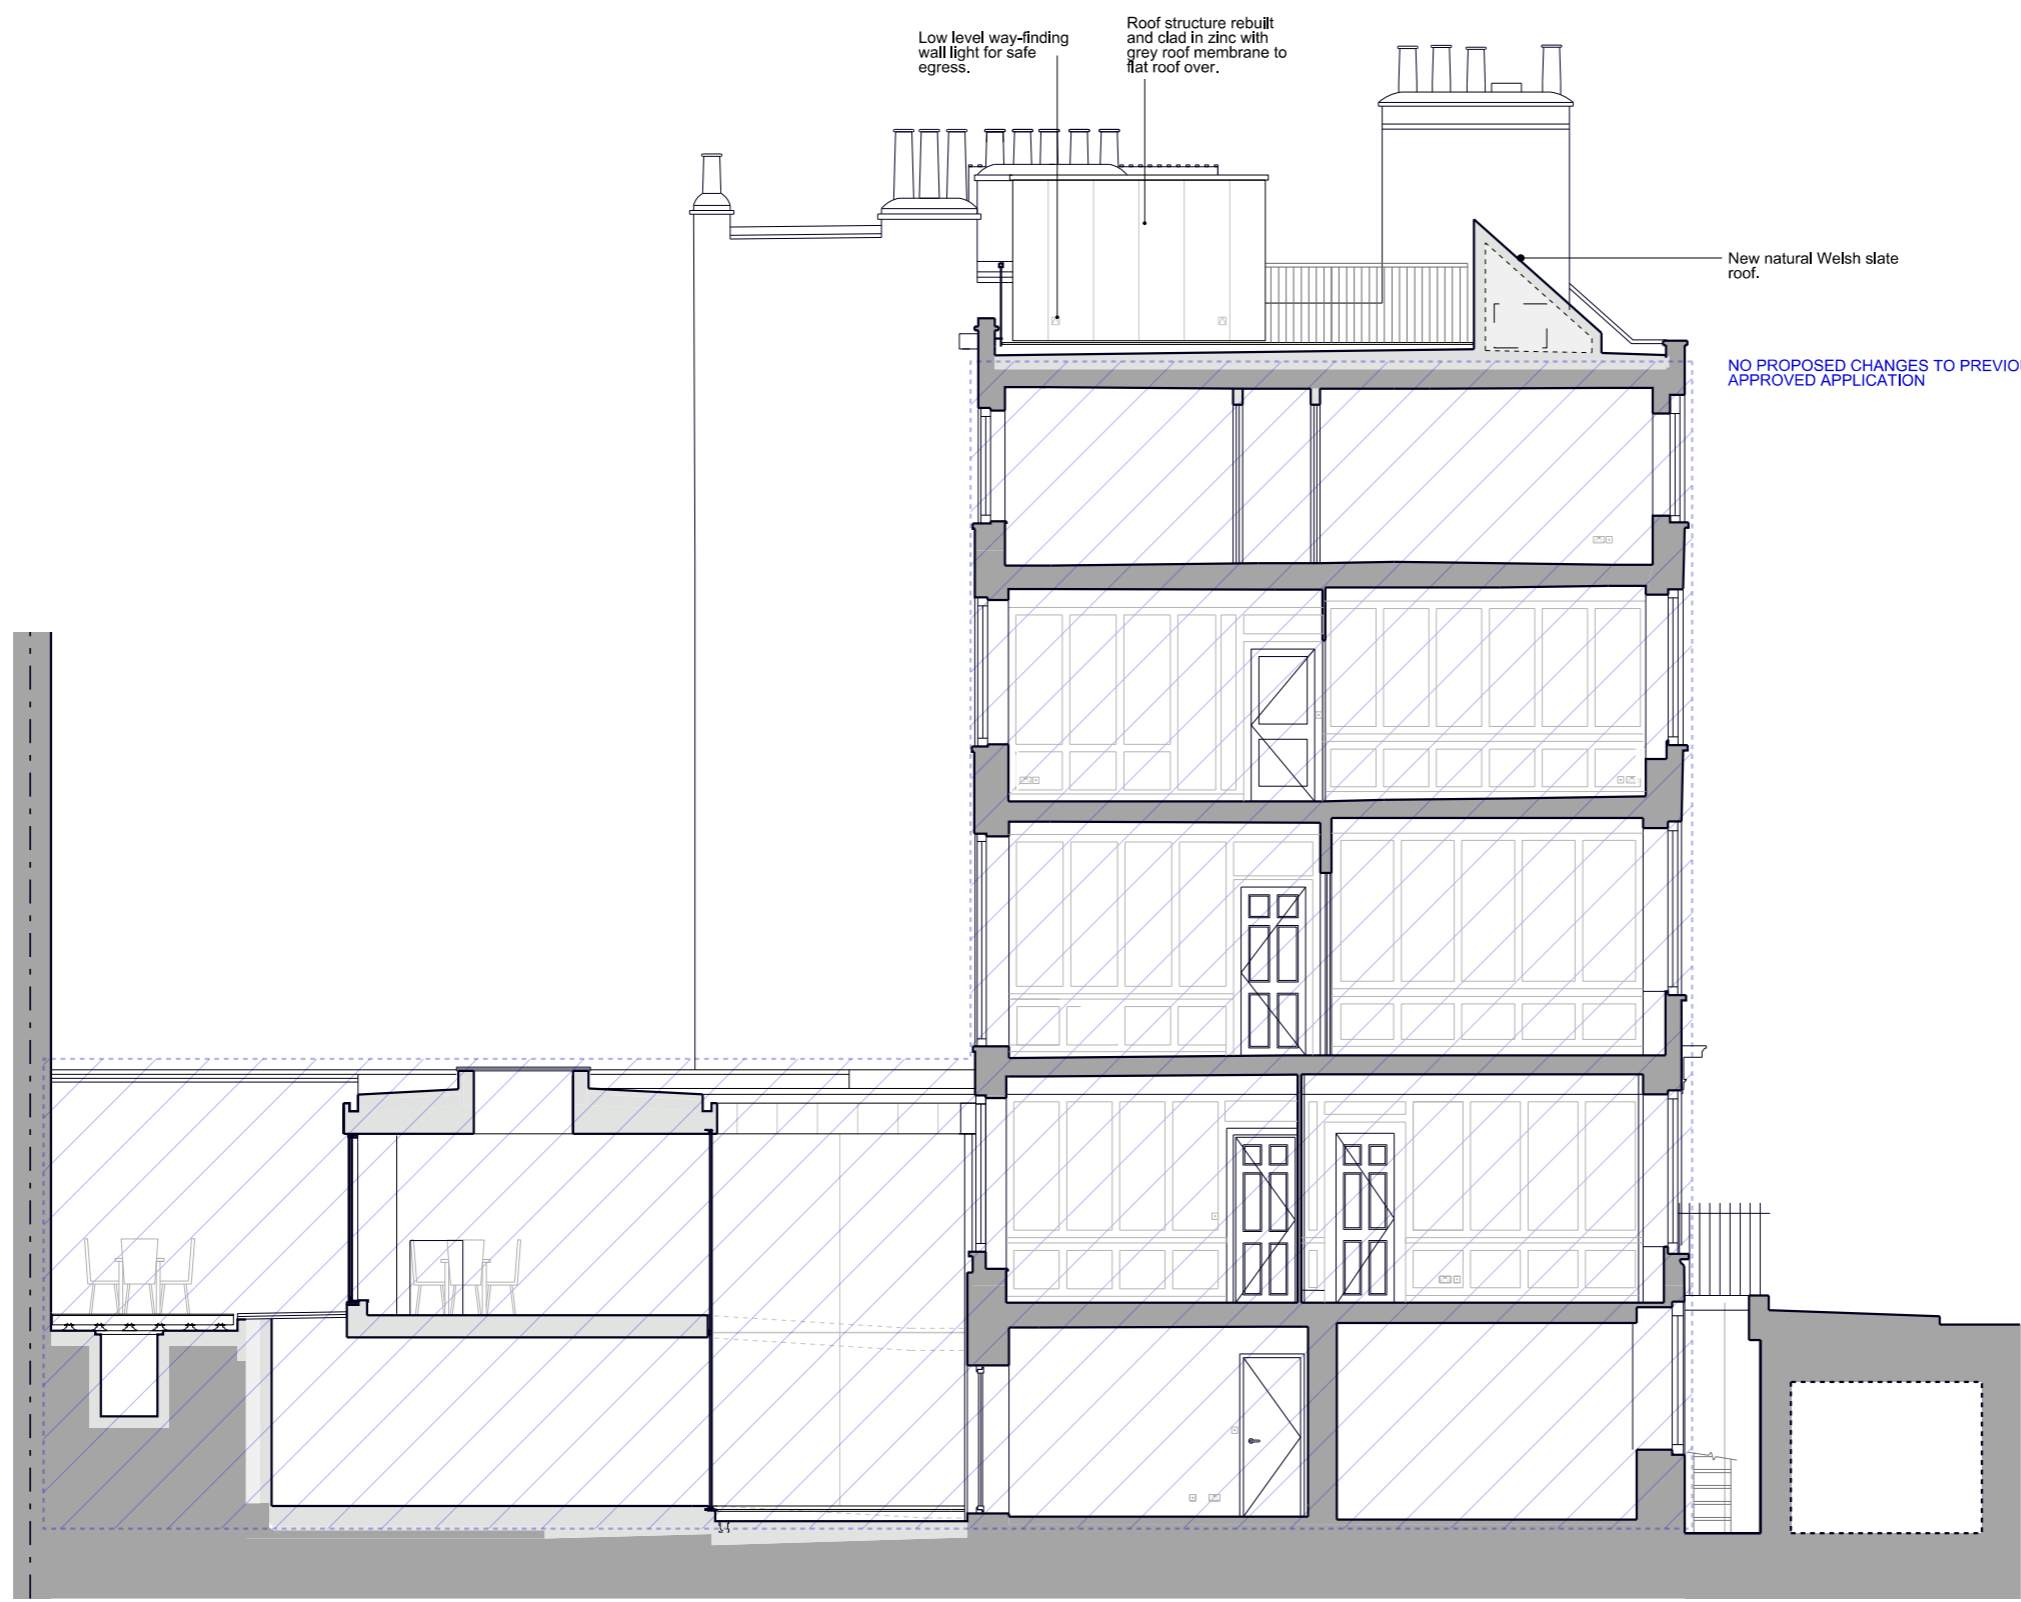 Low level way-finding
wall light for safe
egress.
Roof structure rebuilt
and clad in zinc with
grey roof membrane to
flat roof over.
New natural Welsh slate
roof.
NO PROPOSED CHANGES TO PREVIO
APPROVED APPLICATION